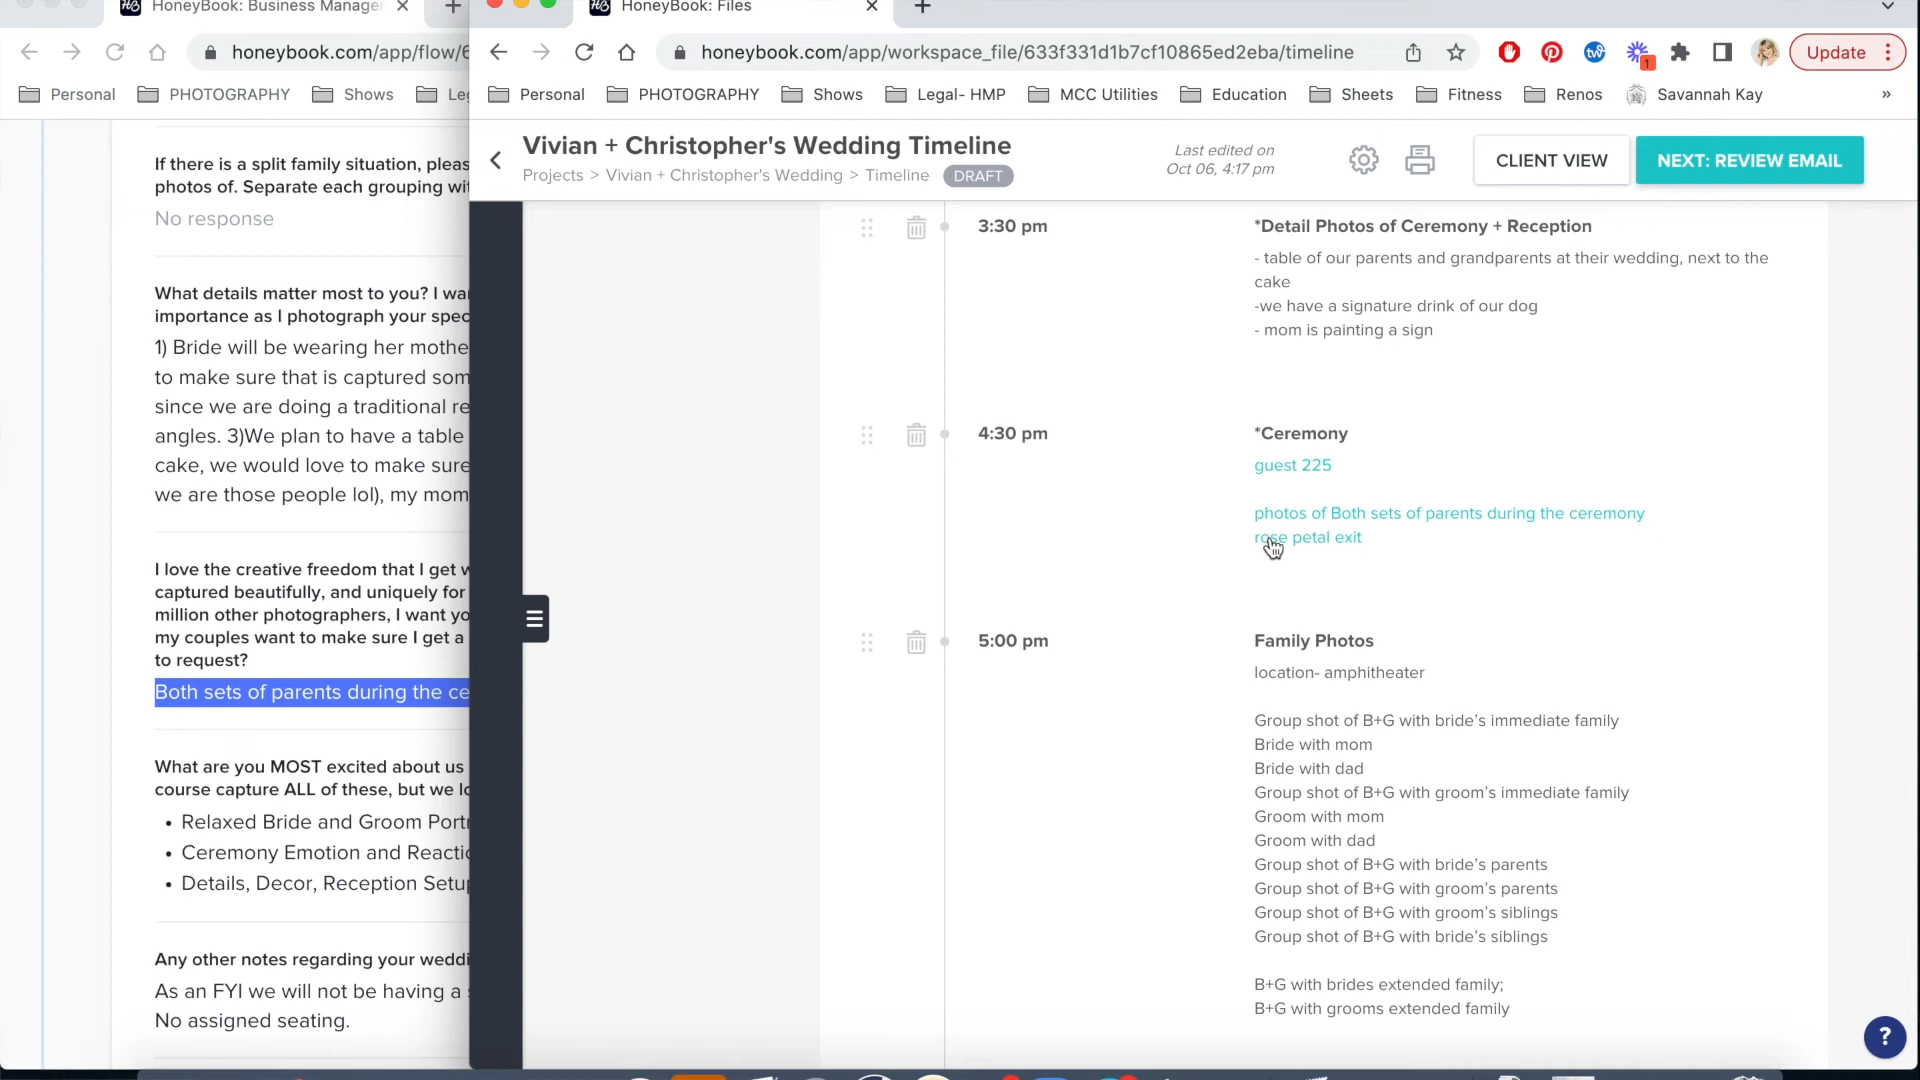 HoneyBook: Business Manager
honeybook.com/app/flow/6
Personal
PHOTOGRAPHY
Shows
If there is a split family situation, pleas
photos of. Separate each grouping wi
No response
What details matter most to you? I wa
importance as I photograph your spec
1) Bride will be wearing her mothe
to make sure that is captured som
since we are doing a traditional re
angles. 3)We plan to have a table
cake, we would love to make sure
we are those people lol), my mom
I love the creative freedom that I get w
captured beautifully, and uniquely for
million other photographers, I want yo
my couples want to make sure I get a
to request?
Both sets of parents during the ce
What are you MOST excited about us
course capture ALL of these, but we lo
• Relaxed Bride and Groom Portr
• Ceremony Emotion and Reactio
• Details, Decor, Reception Setup
Any other notes regarding your weddi
As an FYI we will not be having a s
No assigned seating.
HoneyBook: Files
honeybook.com/app/workspace_file/633f331d1b7cf10865ed2eba/timeline
1
Update
Personal
PHOTOGRAPHY
Shows
Legal- HMP
MCC Utilities
Education
Sheets
Fitness
Renos
Savannah Kay
»
Vivian + Christopher's Wedding Timeline
Projects > Vivian + Christopher's Wedding > Timeline
DRAFT
Last edited on
Oct 06, 4:17 pm
CLIENT VIEW
NEXT: REVIEW EMAIL
3:30 pm
*Detail Photos of Ceremony + Reception
- table of our parents and grandparents at their wedding, next to the
cake
-we have a signature drink of our dog
- mom is painting a sign
4:30 pm
*Ceremony
guest 225
photos of Both sets of parents during the ceremony
rose petal exit
5:00 pm
Family Photos
location- amphitheater
Group shot of B+G with bride’s immediate family
Bride with mom
Bride with dad
Group shot of B+G with groom’s immediate family
Groom with mom
Groom with dad
Group shot of B+G with bride’s parents
Group shot of B+G with groom’s parents
Group shot of B+G with groom’s siblings
Group shot of B+G with bride’s siblings
B+G with brides extended family;
B+G with grooms extended family
?